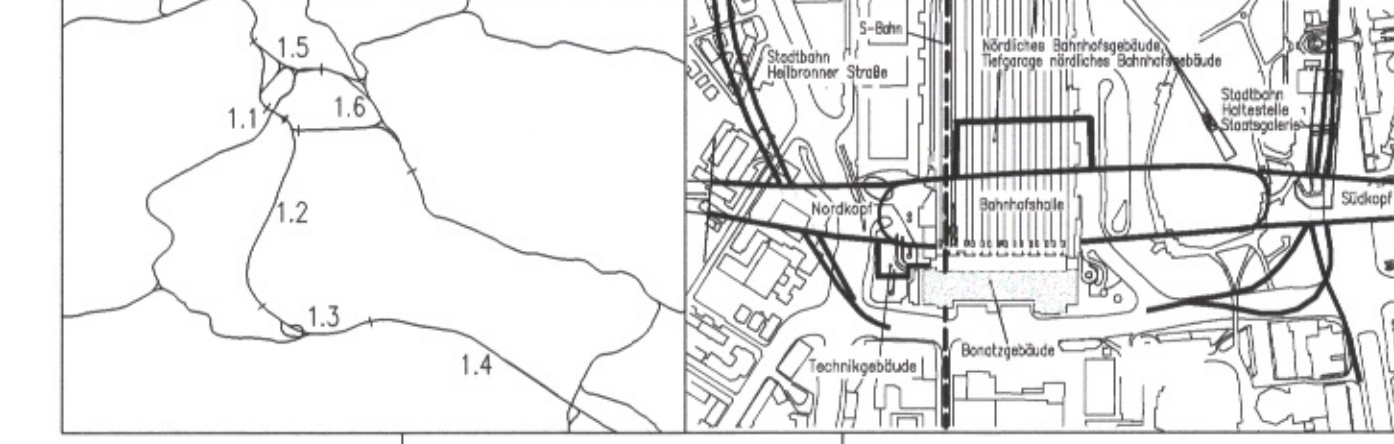 1.5
1.6
1.1
1.2
1.3
1.4
S-Bahn
Stadtbahn
Heilbronner Straße
Nördliches Bahnhofsgebäude
Tiefgarage nördliches Bahnhofsgebäude
Stadtbahn
Haltestelle
Staatsgalerie
Nordkopf
Bahnhofshalle
Südkopf
Technikgebäude
Bonatzgebäude